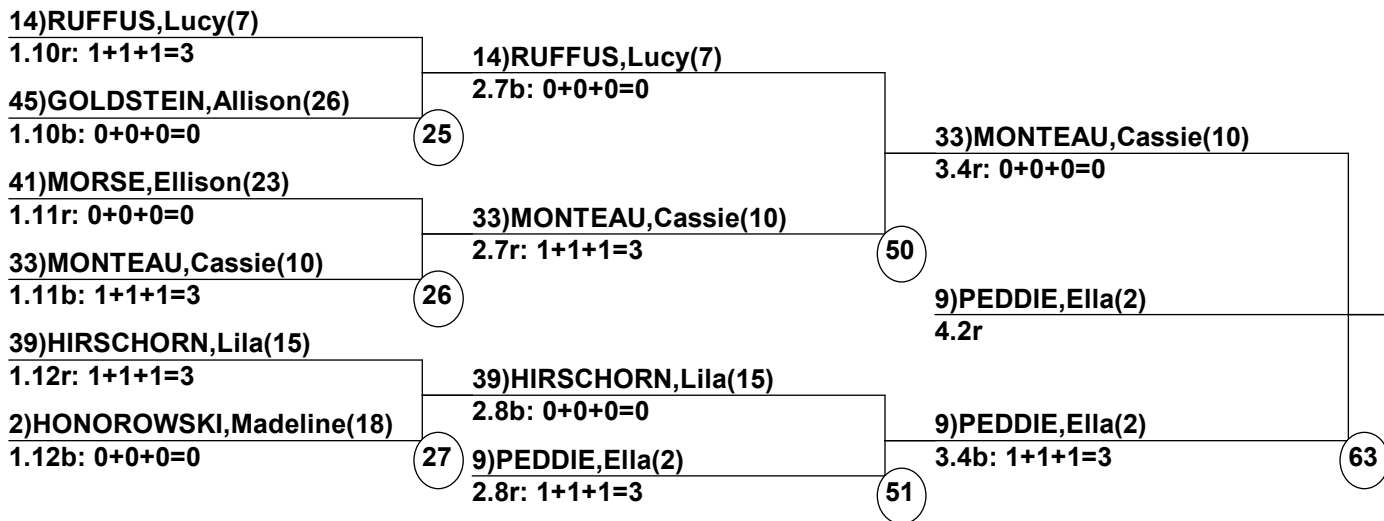 14)RUFFUS,Lucy(7)
1.10r: 1+1+1=3
45)GOLDSTEIN,Allison(26)
1.10b: 0+0+0=0
25
41)MORSE,Ellison(23)
1.11r: 0+0+0=0
33)MONTEAU,Cassie(10)
1.11b: 1+1+1=3
26
39)HIRSCHORN,Lila(15)
1.12r: 1+1+1=3
2)HONOROWSKI,Madeline(18)
1.12b: 0+0+0=0
27
14)RUFFUS,Lucy(7)
2.7b: 0+0+0=0
33)MONTEAU,Cassie(10)
2.7r: 1+1+1=3
50
39)HIRSCHORN,Lila(15)
2.8b: 0+0+0=0
9)PEDDIE,Ella(2)
2.8r: 1+1+1=3
51
33)MONTEAU,Cassie(10)
3.4r: 0+0+0=0
9)PEDDIE,Ella(2)
4.2r
9)PEDDIE,Ella(2)
3.4b: 1+1+1=3
63